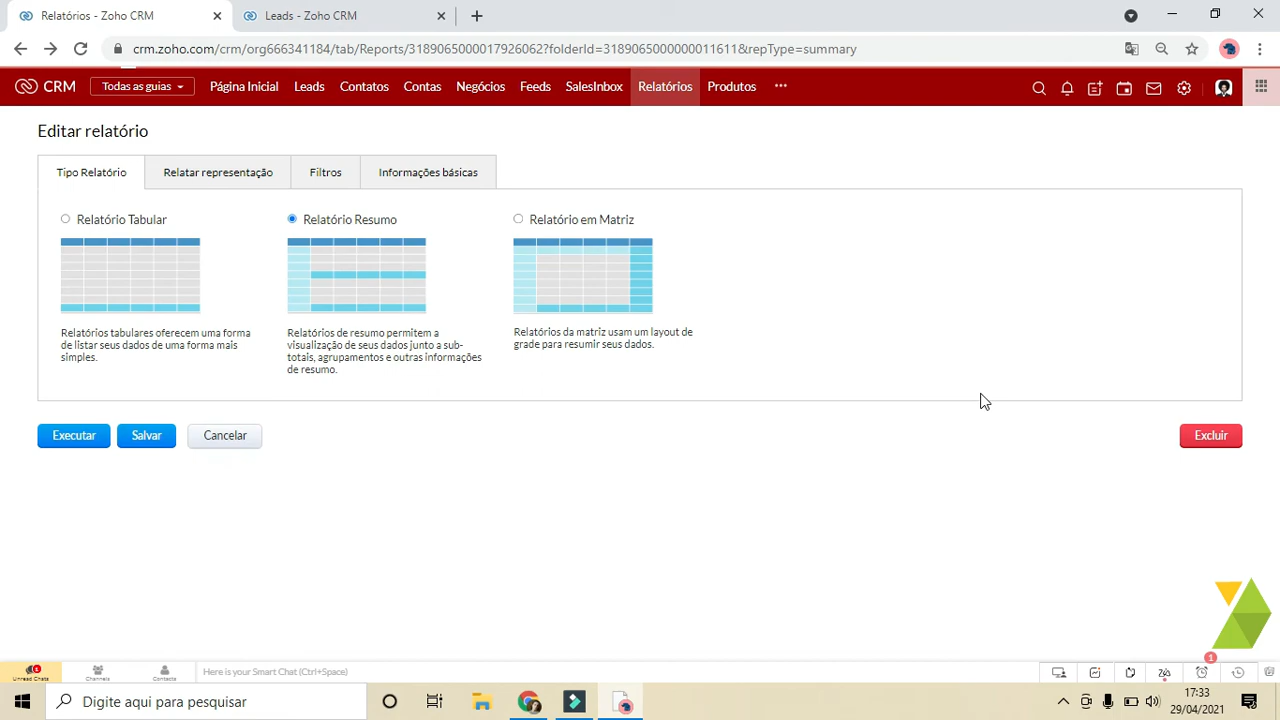 Relatórios - Zoho CRM
Leads - Zoho CRM
crm.zoho.com/crm/org666341184/tab/Reports/3189065000017926062?folderId=3189065000000011611&repType=summary
CRM
Todas as guias
Página Inicial
Leads
Contatos
Contas
Negócios
Feeds
SalesInbox
Relatórios
Produtos
Editar relatório
Tipo Relatório
Relatar representação
Filtros
Informações básicas
Relatório Tabular
Relatório Resumo
Relatório em Matriz
Relatórios tabulares oferecem uma forma
de listar seus dados de uma forma mais
simples.
Relatórios de resumo permitem a
visualização de seus dados junto a sub-
totais, agrupamentos e outras informações
de resumo.
Relatórios da matriz usam um layout de
grade para resumir seus dados.
Executar
Salvar
Cancelar
Excluir
Unread Chats
Channels
Contacts
Here is your Smart Chat (Ctrl+Space)
1
Digite aqui para pesquisar
17:33
29/04/2021